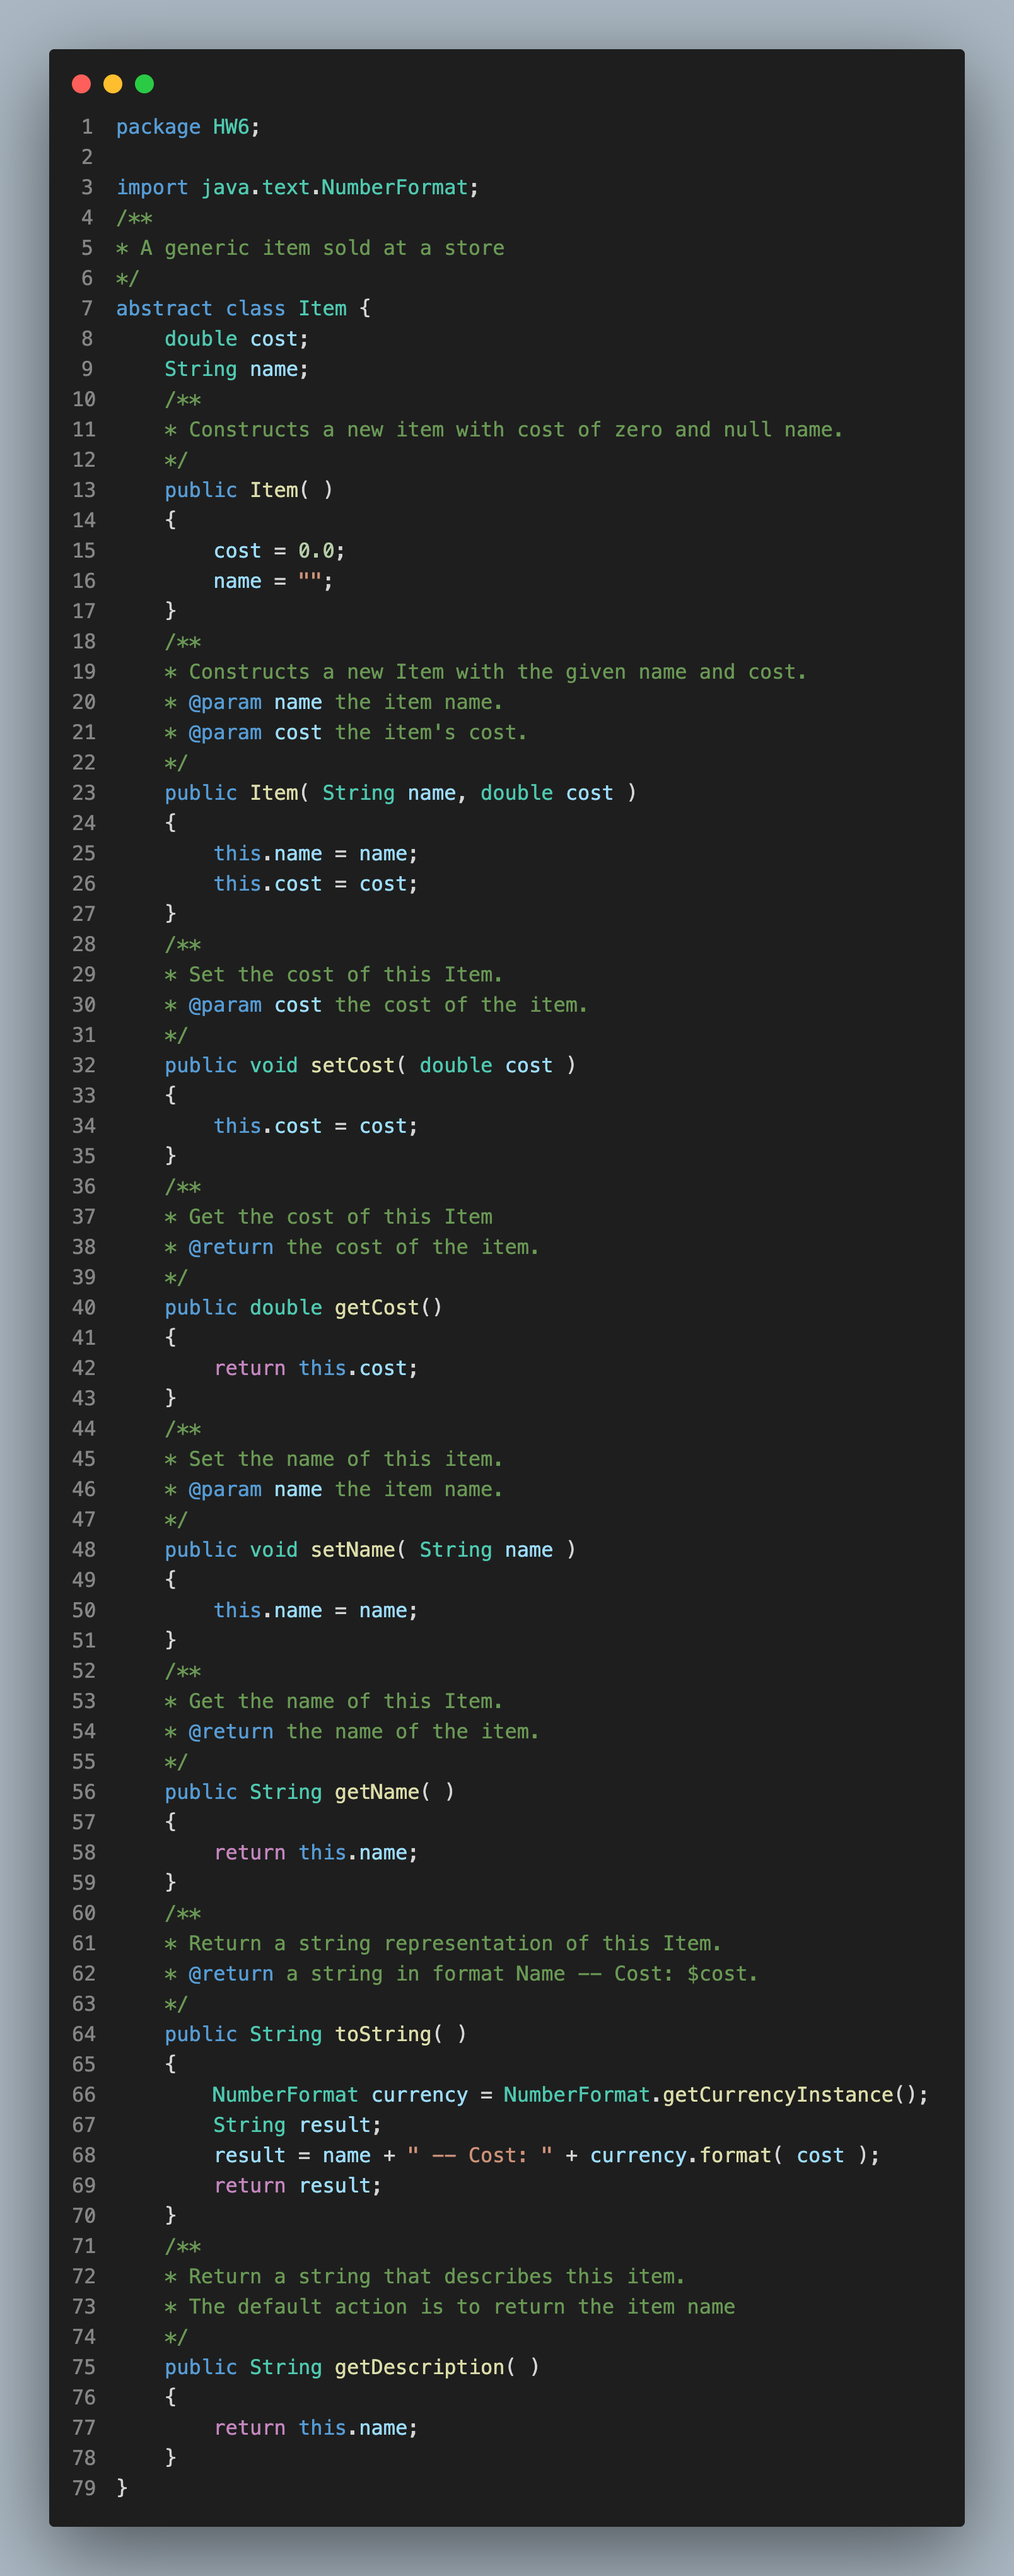 1 package HW6;
2
3 import java.text.NumberFormat;
4 /**
5 * A generic item sold at a store
6 */
7 abstract class Item {
8     double cost;
9     String name;
10     /**
11     * Constructs a new item with cost of zero and null name.
12     */
13     public Item( )
14     {
15         cost = 0.0;
16         name = "";
17     }
18     /**
19     * Constructs a new Item with the given name and cost.
20     * @param name the item name.
21     * @param cost the item's cost.
22     */
23     public Item( String name, double cost )
24     {
25         this.name = name;
26         this.cost = cost;
27     }
28     /**
29     * Set the cost of this Item.
30     * @param cost the cost of the item.
31     */
32     public void setCost( double cost )
33     {
34         this.cost = cost;
35     }
36     /**
37     * Get the cost of this Item
38     * @return the cost of the item.
39     */
40     public double getCost()
41     {
42         return this.cost;
43     }
44     /**
45     * Set the name of this item.
46     * @param name the item name.
47     */
48     public void setName( String name )
49     {
50         this.name = name;
51     }
52     /**
53     * Get the name of this Item.
54     * @return the name of the item.
55     */
56     public String getName( )
57     {
58         return this.name;
59     }
60     /**
61     * Return a string representation of this Item.
62     * @return a string in format Name -- Cost: $cost.
63     */
64     public String toString( )
65     {
66         NumberFormat currency = NumberFormat.getCurrencyInstance();
67         String result;
68         result = name + " -- Cost: " + currency.format( cost );
69         return result;
70     }
71     /**
72     * Return a string that describes this item.
73     * The default action is to return the item name
74     */
75     public String getDescription( )
76     {
77         return this.name;
78     }
79 }